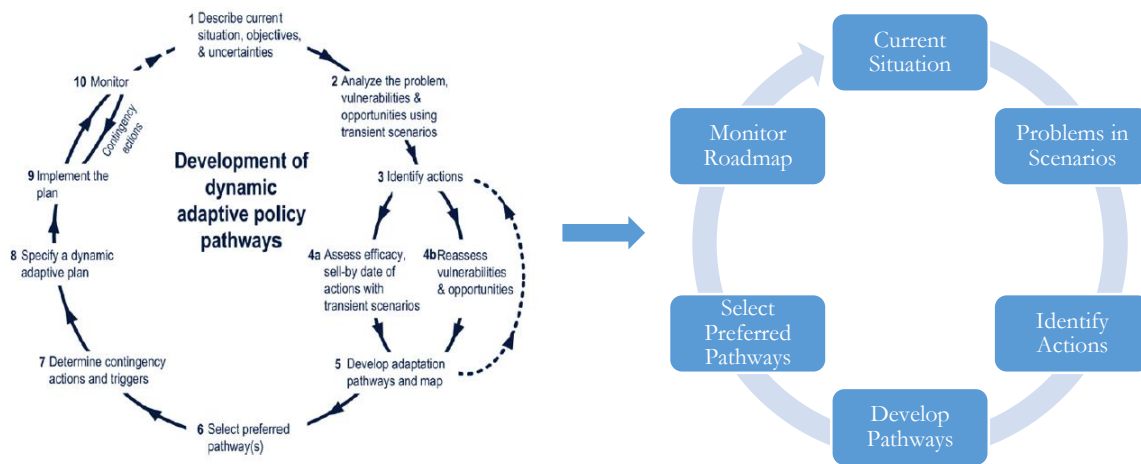 1 Describe current
situation, objectives,
& uncertainties
2 Analyze the problem,
vulnerabilities &
opportunities using
transient scenarios
3 Identify actions
4a Assess efficacy,
sell-by date of
actions with
transient scenarios
4b Reassess
vulnerabilities
& opportunities
5 Develop adaptation
pathways and map
6 Select preferred
pathway(s)
7 Determine contingency
actions and triggers
8 Specify a dynamic
adaptive plan
9 Implement the
plan
10 Monitor
Contingency
actions
Development of
dynamic
adaptive policy
pathways
Current
Situation
Problems in
Scenarios
Identify
Actions
Develop
Pathways
Select
Preferred
Pathways
Monitor
Roadmap